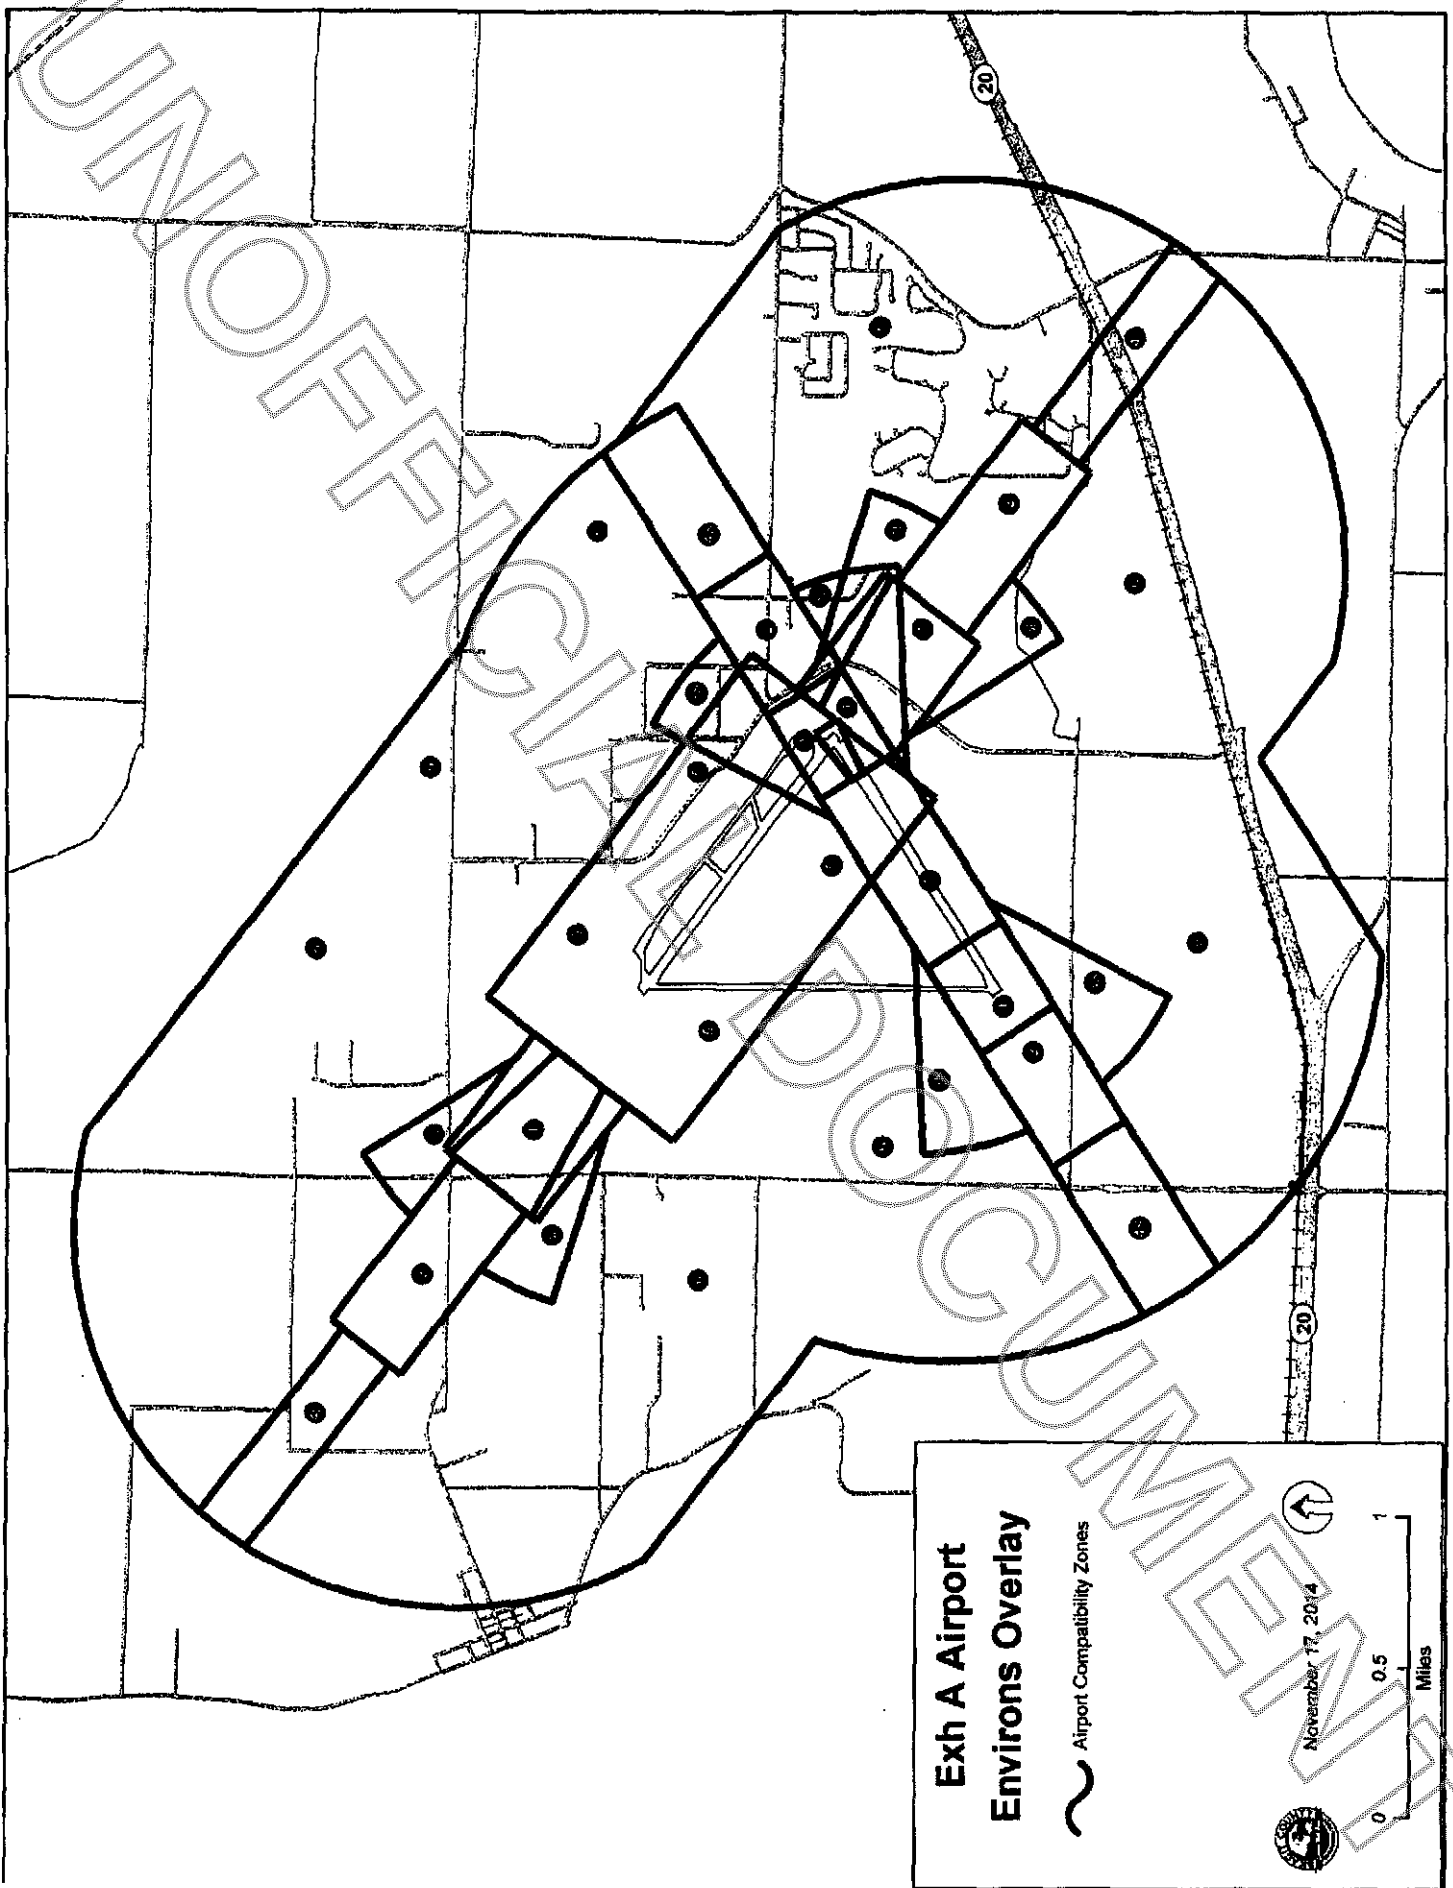 UNOFFICIAL DOCUMENT
20
20
Exh A Airport
Environs Overlay
Airport Compatibility Zones
November 17, 2014
0 0.5 1
Miles